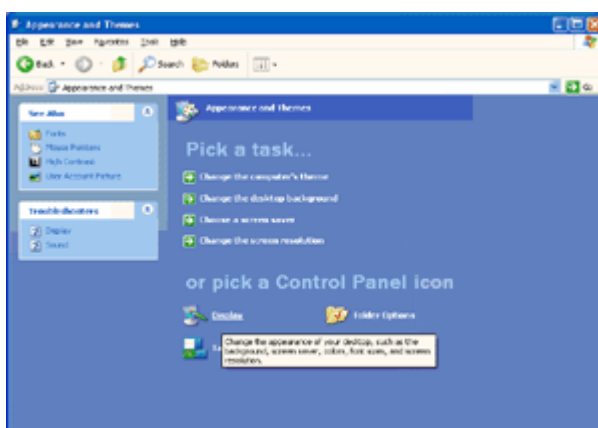 Appearance and Themes
File Edit View Favorites Tools Help
Back Search Folders
Address Appearance and Themes Go
See Also
Fonts
Mouse Pointers
High Contrast
User Account Picture
Troubleshooters
Display
Sound
Appearance and Themes
Pick a task...
Change the computer's theme
Change the desktop background
Choose a screen saver
Change the screen resolution
or pick a Control Panel icon
Display Folder Options
Change the appearance of your desktop, such as the
background, screen saver, colors, font sizes, and screen
resolution.